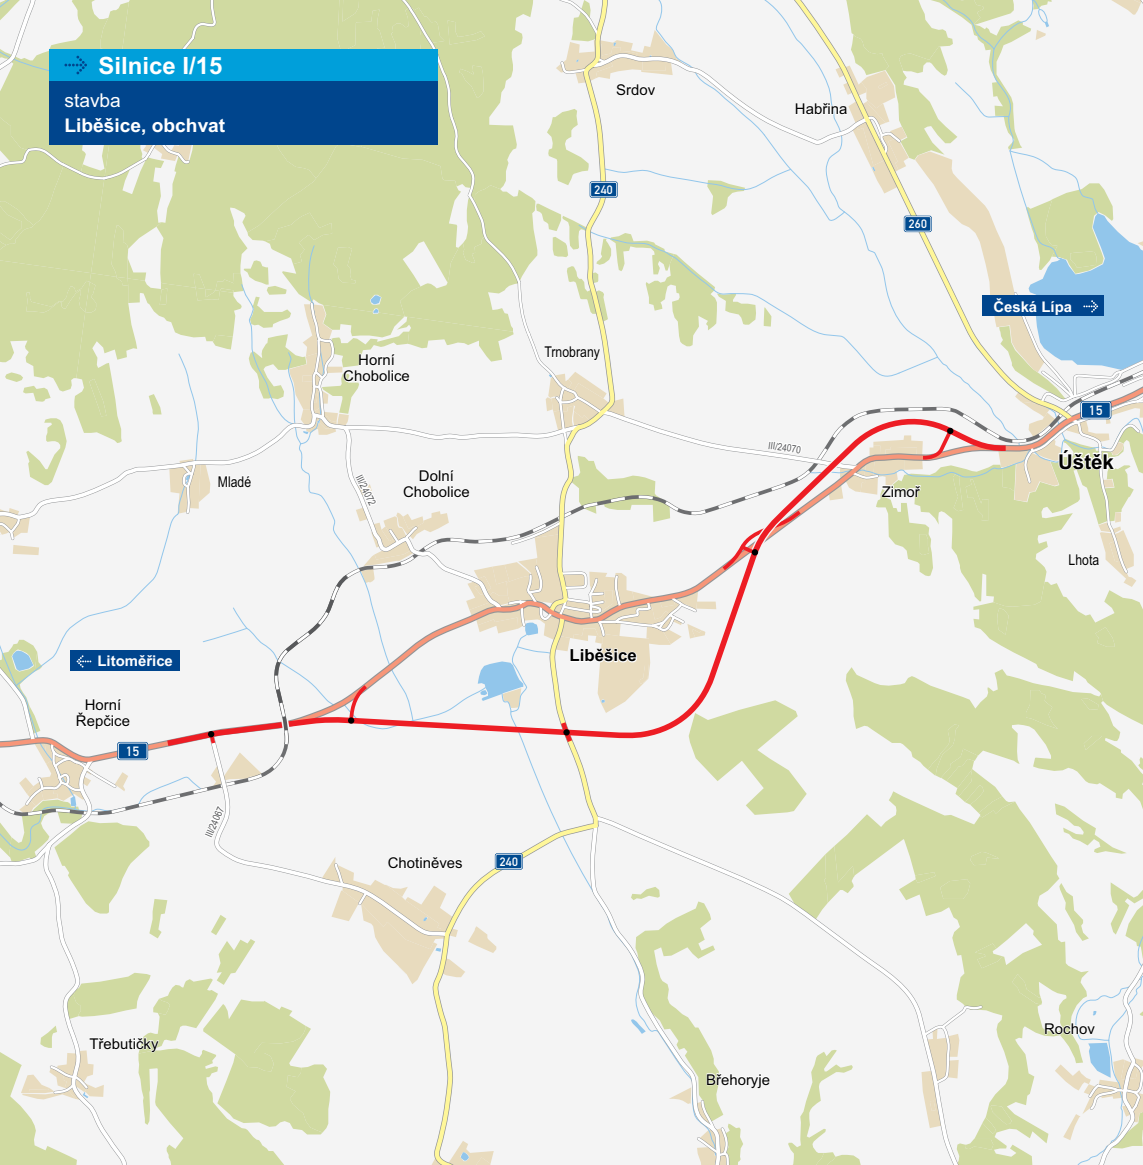 Silnice I/15
stavba
Liběšice, obchvat
Srdov
Habřina
240
260
Česká Lípa
Trnobrany
Horní
Chobolice
15
III/24070
Úštěk
Dolní
Chobolice
Mladé
III/24072
Zimoř
Lhota
Liběšice
Litoměřice
Horní
Řepčice
15
III/24067
Chotiněves
240
Rochov
Třebutičky
Břehoryje